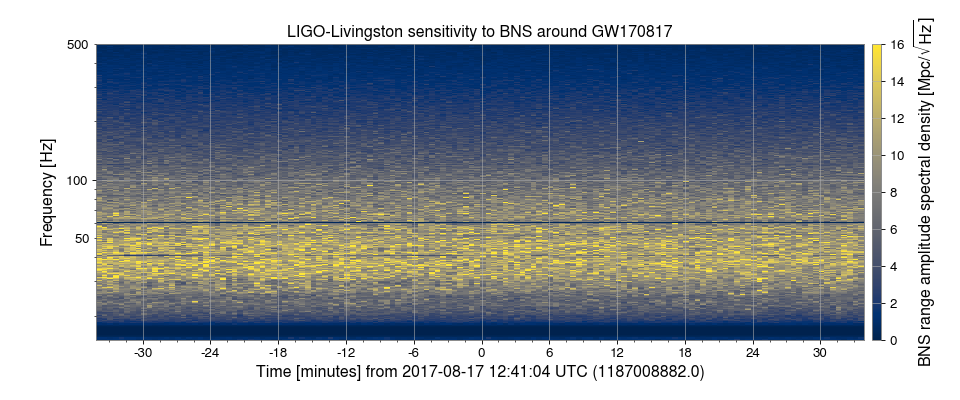 LIGO-Livingston sensitivity to BNS around GW170817
500
100
50
Frequency [Hz]
-30 -24 -18 -12 -6 0 6 12 18 24 30
Time [minutes] from 2017-08-17 12:41:04 UTC (1187008882.0)
16
14
12
10
8
6
4
2
0
BNS range amplitude spectral density [Mpc/√Hz]